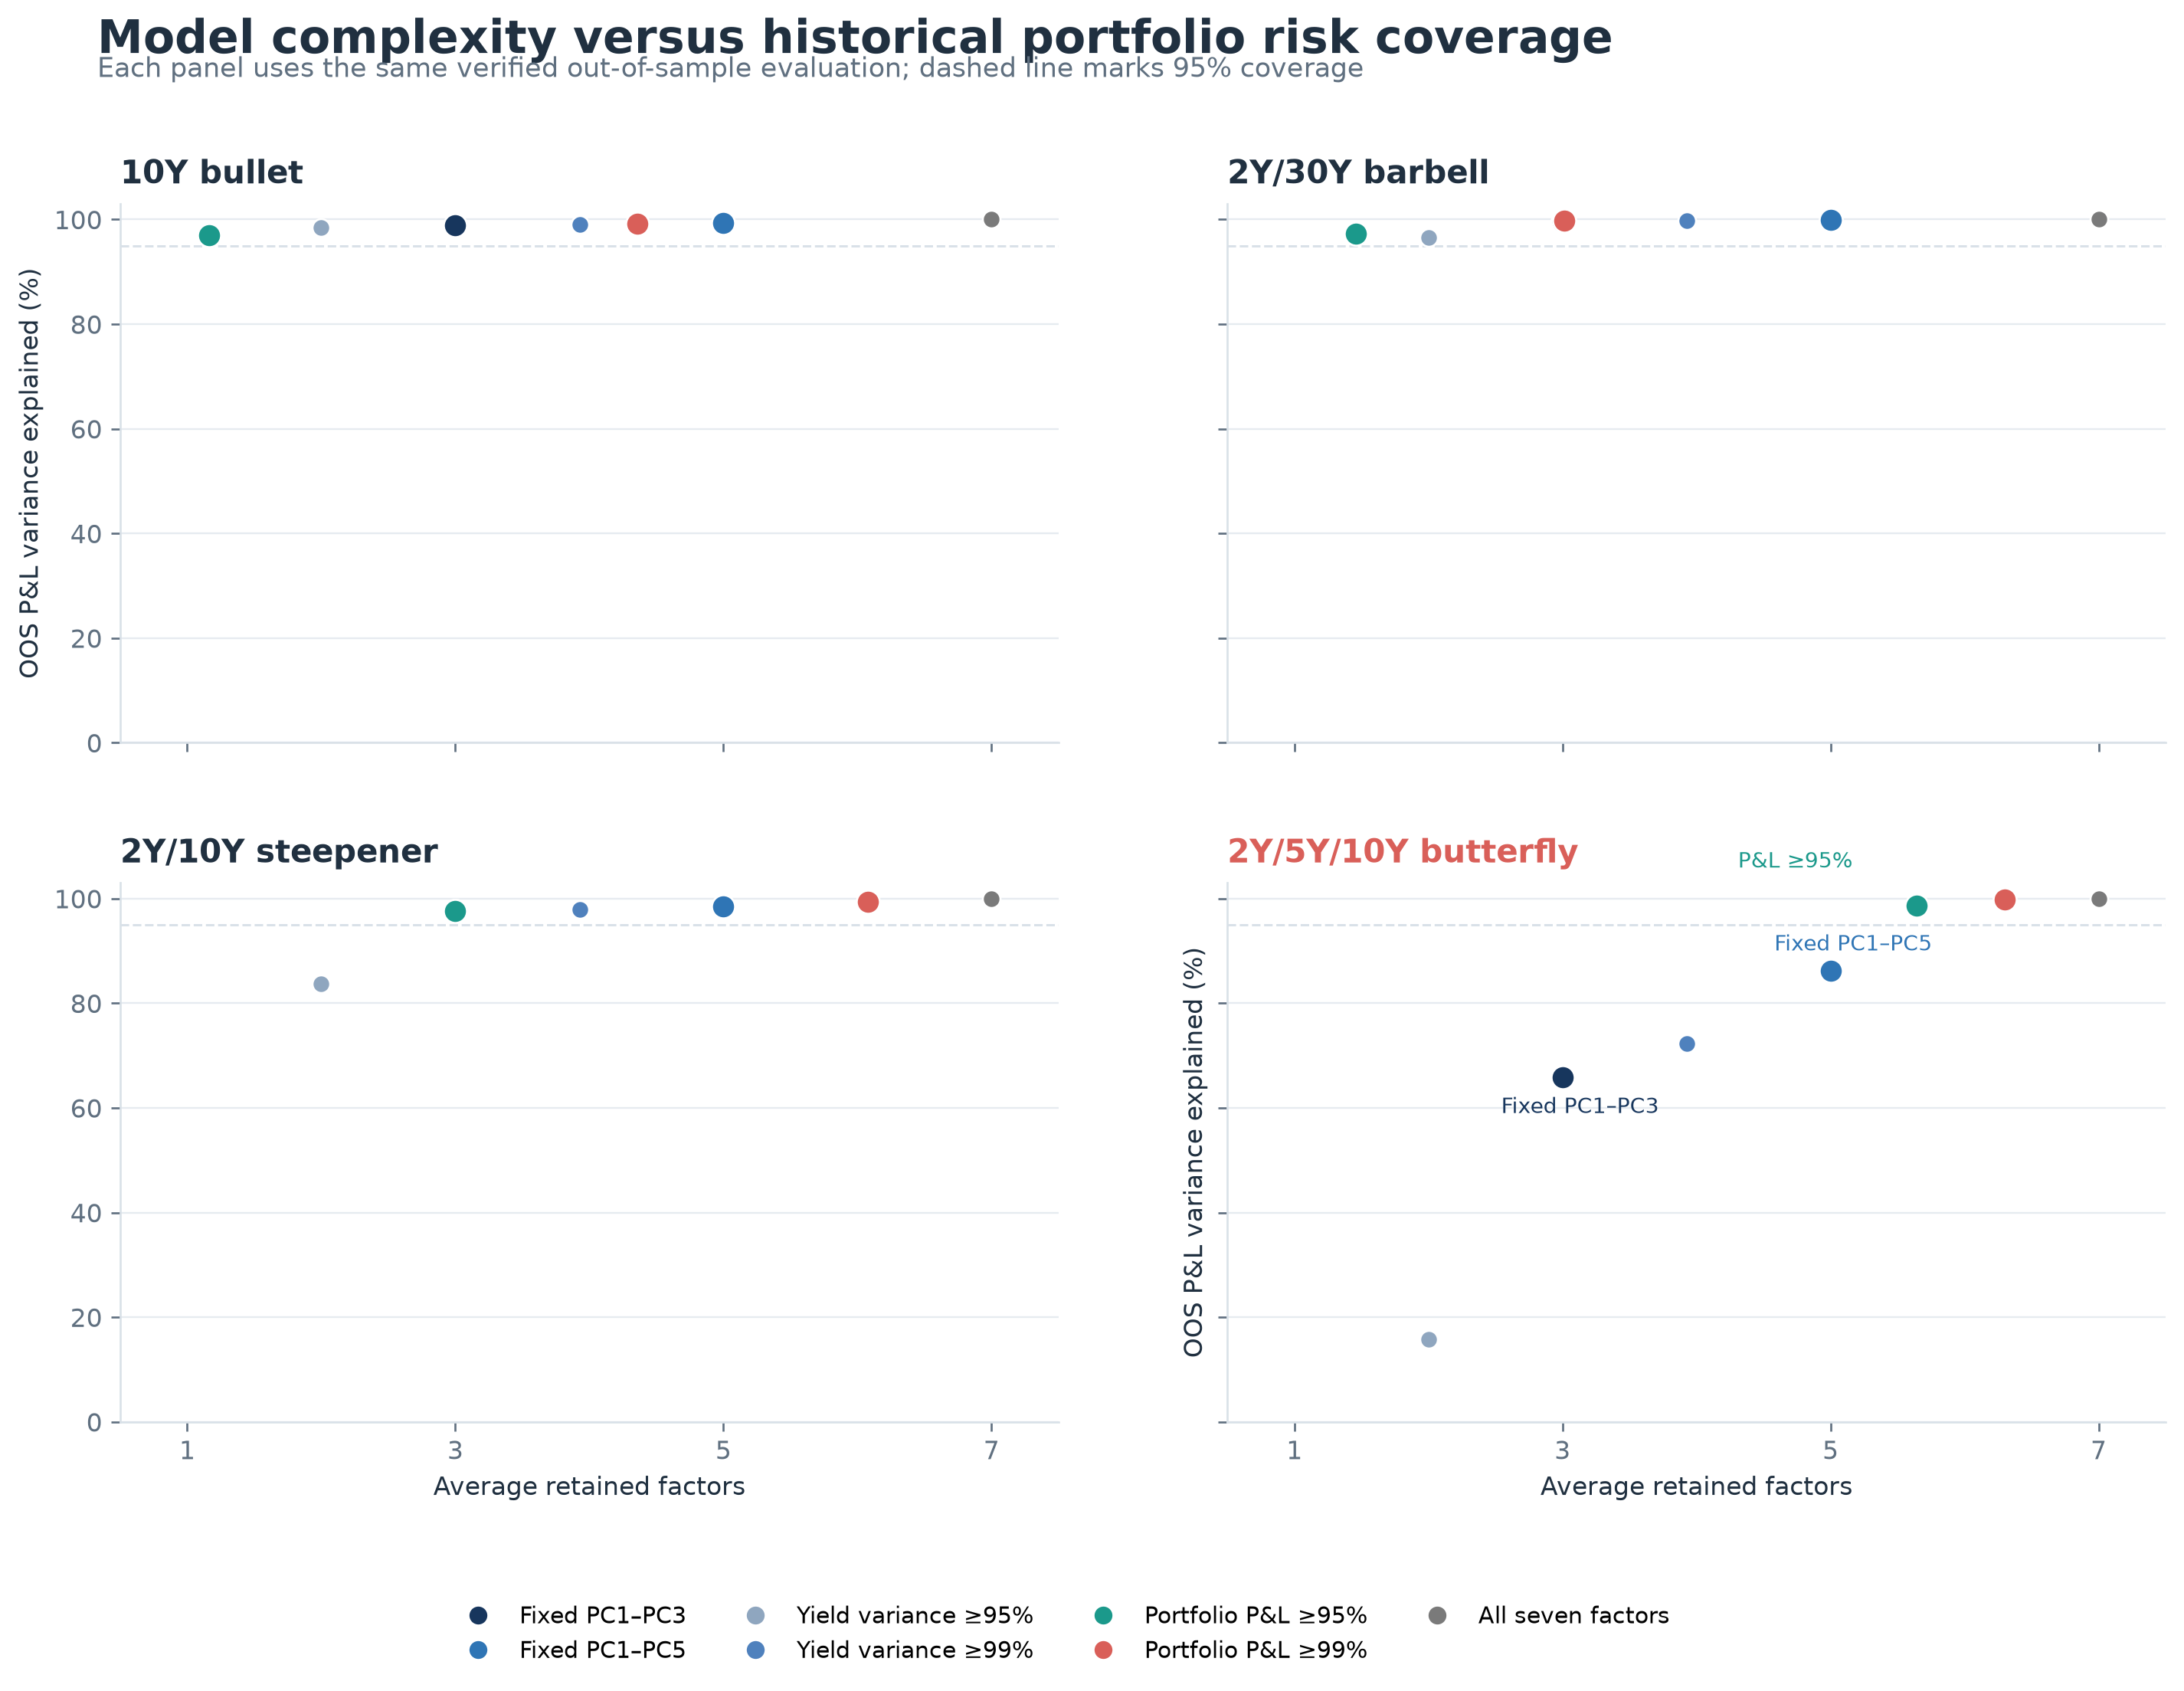 Model complexity versus historical portfolio risk coverage
Each panel uses the same verified out-of-sample evaluation; dashed line marks 95% coverage
10Y bullet
OOS P&L variance explained (%)
100
80
60
40
20
0
2Y/30Y barbell
2Y/10Y steepener
100
80
60
40
20
0
1
3
5
7
Average retained factors
2Y/5Y/10Y butterfly
P&L ≥95%
Fixed PC1–PC5
Fixed PC1–PC3
OOS P&L variance explained (%)
1
3
5
7
Average retained factors
Fixed PC1–PC3
Fixed PC1–PC5
Yield variance ≥95%
Yield variance ≥99%
Portfolio P&L ≥95%
Portfolio P&L ≥99%
All seven factors